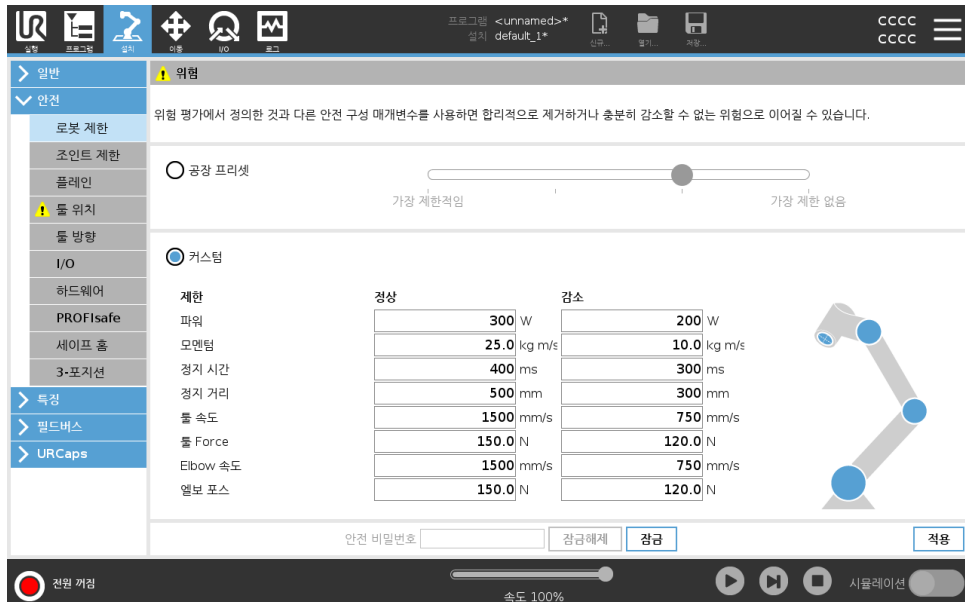 프로그램 <unnamed>*
설치 default_1*
CCCC
CCCC
실행 프로그램 설치 이동 I/O 로그 신규... 열기... 저장...
일반
안전
로봇 제한
조인트 제한
플레인
툴 위치
툴 방향
I/O
하드웨어
PROFIsafe
세이프 홈
3-포지션
특징
필드버스
URCaps
위험
위험 평가에서 정의한 것과 다른 안전 구성 매개변수를 사용하면 합리적으로 제거하거나 충분히 감소할 수 없는 위험으로 이어질 수 있습니다.
공장 프리셋
가장 제한적임 가장 제한 없음
커스텀
제한 정상 감소
파워 300 W 200 W
모멘텀 25.0 kg m/s 10.0 kg m/s
정지 시간 400 ms 300 ms
정지 거리 500 mm 300 mm
툴 속도 1500 mm/s 750 mm/s
툴 Force 150.0 N 120.0 N
Elbow 속도 1500 mm/s 750 mm/s
엘보 포스 150.0 N 120.0 N
안전 비밀번호 잠금해제 잠금 적용
전원 꺼짐
속도 100%
시뮬레이션